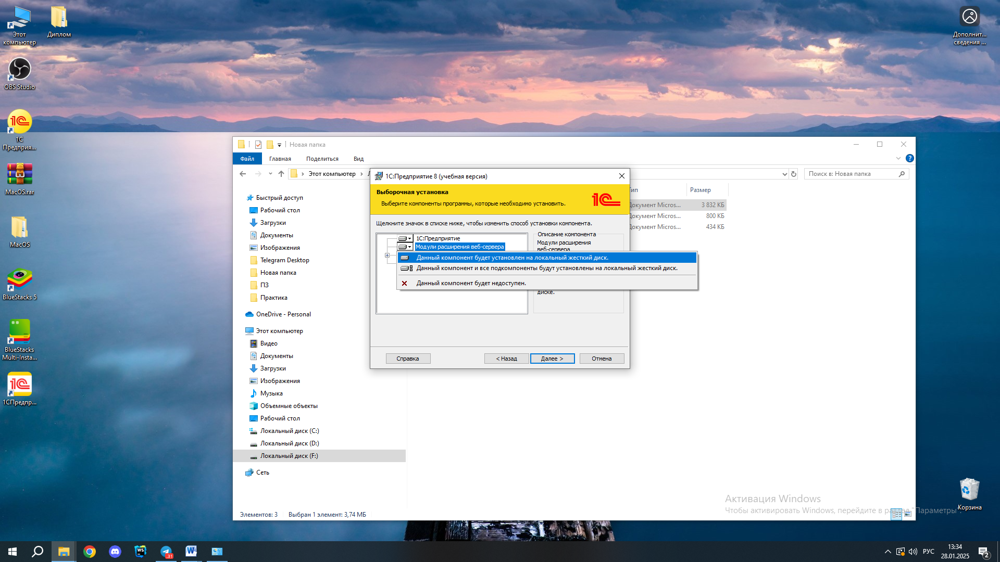 Этот
компьютер
Диплом
OBS Studio
1С
Предприя...
MacOS.rar
MacOS
BlueStacks 5
BlueStacks
Multi-Insta...
1СПредпр...
Дополнит...
сведения ...
Корзина
Новая папка
Файл
Главная
Поделиться
Вид
Этот компьютер
Поиск в: Новая папка
Размер
Документ Micros...
3 832 КБ
Документ Micros...
800 КБ
Документ Micros...
434 КБ
Быстрый доступ
Рабочий стол
Загрузки
Документы
Изображения
Telegram Desktop
Новая папка
ПЗ
Практика
OneDrive - Personal
Этот компьютер
Видео
Документы
Загрузки
Изображения
Музыка
Объемные объекты
Рабочий стол
Локальный диск (C:)
Локальный диск (D:)
Локальный диск (F:)
Сеть
Элементов: 3
Выбран 1 элемент: 3,74 МБ
1С:Предприятие 8 (учебная версия)
Выборочная установка
Выберите компоненты программы, которые необходимо установить.
1С
Щелкните значок в списке ниже, чтобы изменить способ установки компонента.
1С:Предприятие
Модули расширения веб-сервера
Описание компонента
Модули расширения
веб-сервера
Данный компонент будет установлен на локальный жесткий диск.
Данный компонент и все подкомпоненты будут установлены на локальный жесткий диск.
Данный компонент будет недоступен.
диске.
Справка
< Назад
Далее >
Отмена
Активация Windows
Чтобы активировать Windows, перейдите в раздел "Параметры".
WS
31
РУС
13:34
28.01.2025
2